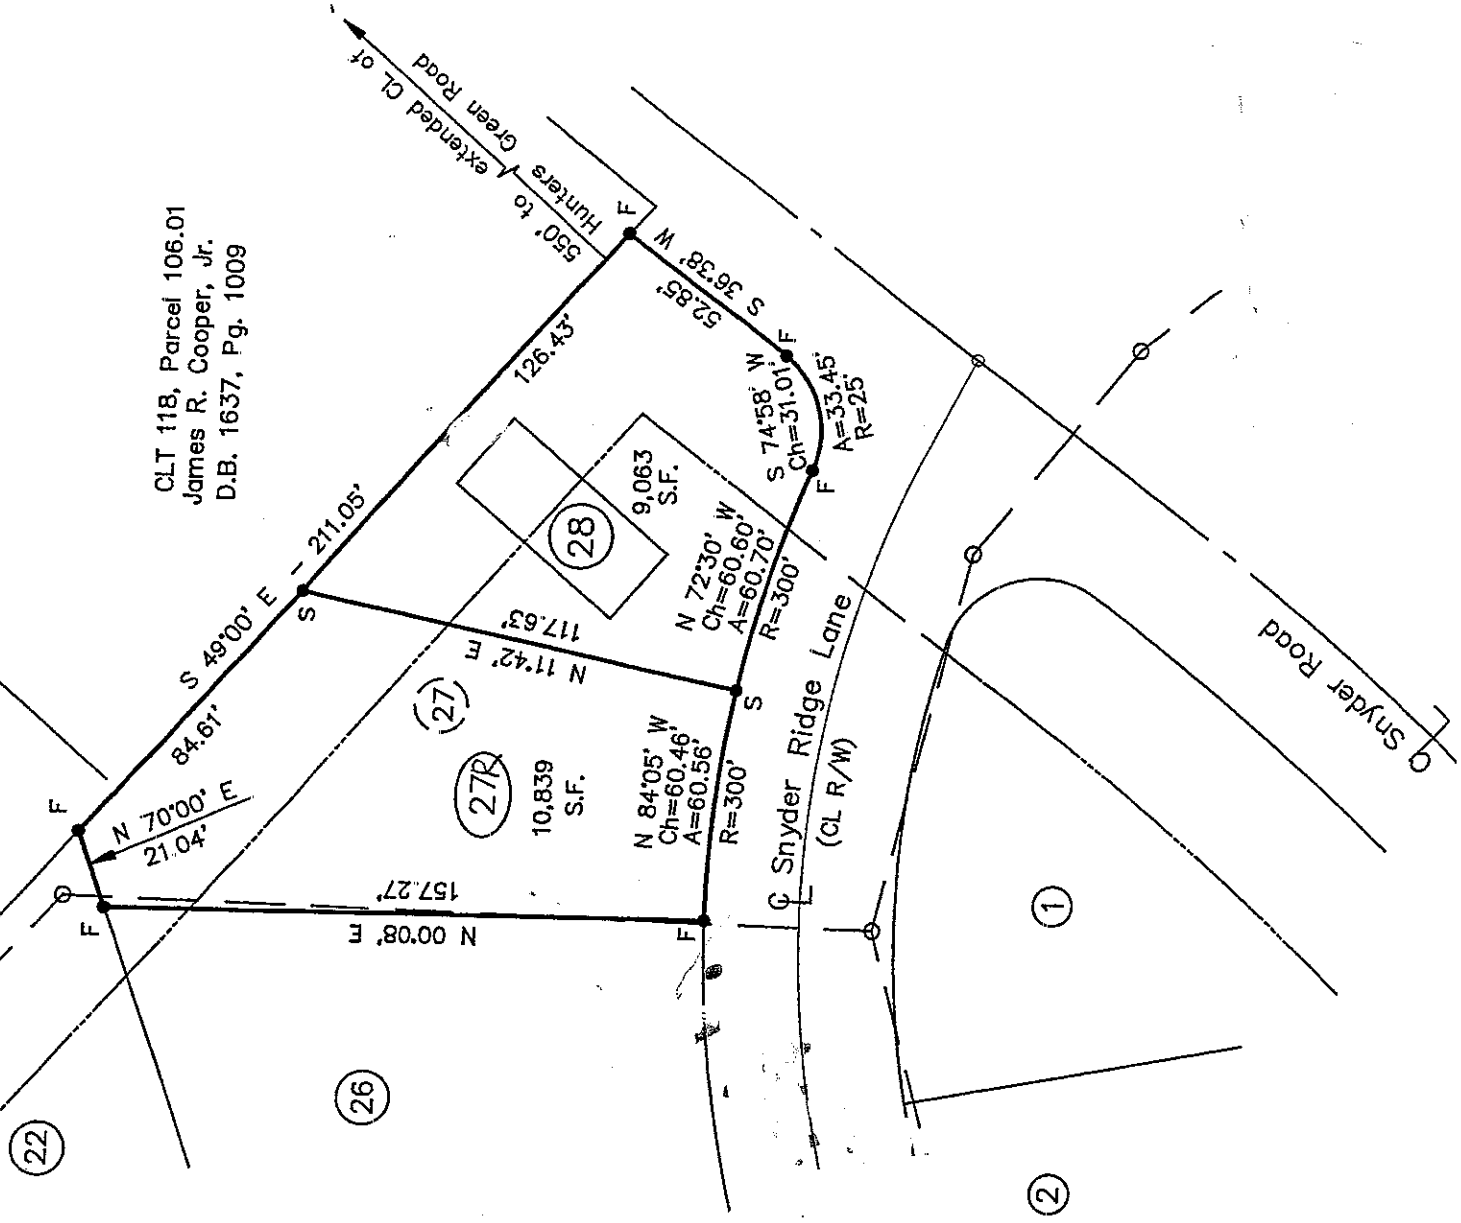 550' to
extended CL of
Hunters Green Road
CLT 118, Parcel 106.01
James R. Cooper, Jr.
D.B. 1637, Pg. 1009
F
S 36°38' W
52.85'
126.43'
S 49°00' E - 211.05'
84.61'
S
F
N 70°00' E
21.04'
F
F
S 74°58' W
Ch=31.01'
A=33.45'
R=25'
F
28
9,063
S.F.
N 72°30' W
Ch=60.60'
A=60.70'
R=300'
117.63'
N 11°42' E
27
27R
10,839
S.F.
N 84°05' W
Ch=60.46'
A=60.56'
R=300'
S
157.27'
N 00°08' E
F
CL Snyder Ridge Lane
(CL R/W)
CL Snyder Road
22
26
1
2